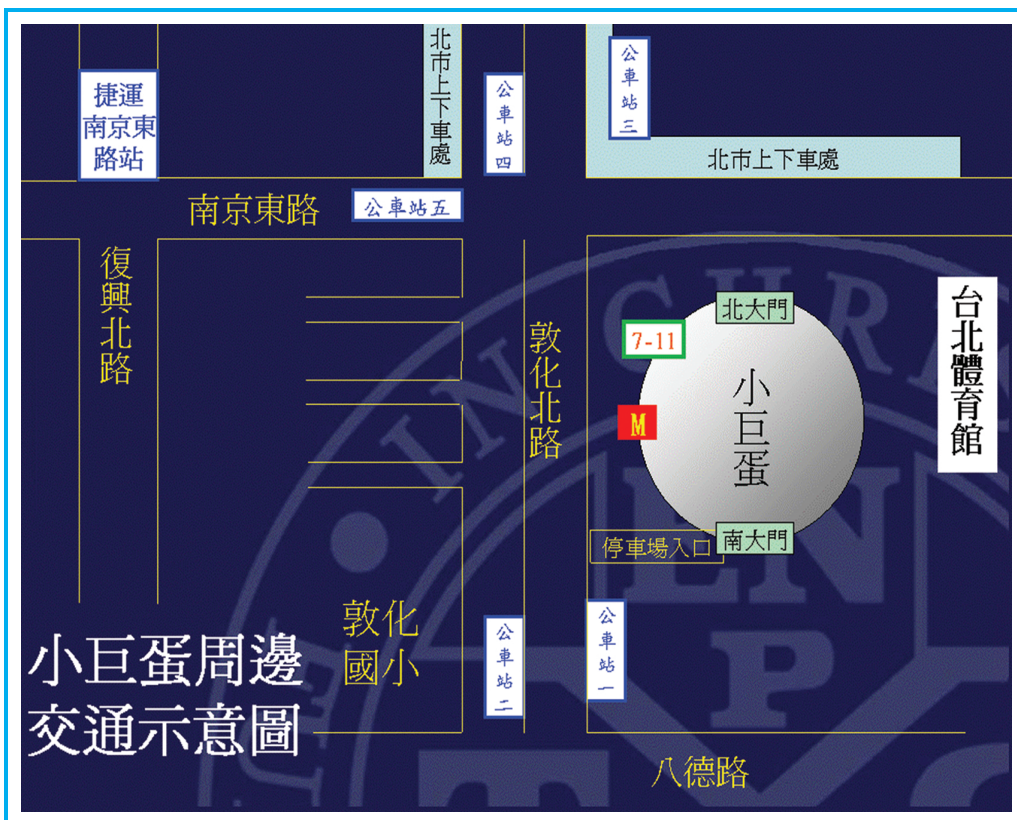 捷運
南京東
路站
北市上下車處
公車站四
公車站三
北市上下車處
南京東路
公車站五
復興北路
敦化北路
北大門
7-11
M
小巨蛋
台北體育館
南大門
停車場入口
敦化
國小
公車站二
公車站一
小巨蛋周邊
交通示意圖
八德路
IN
EN
P